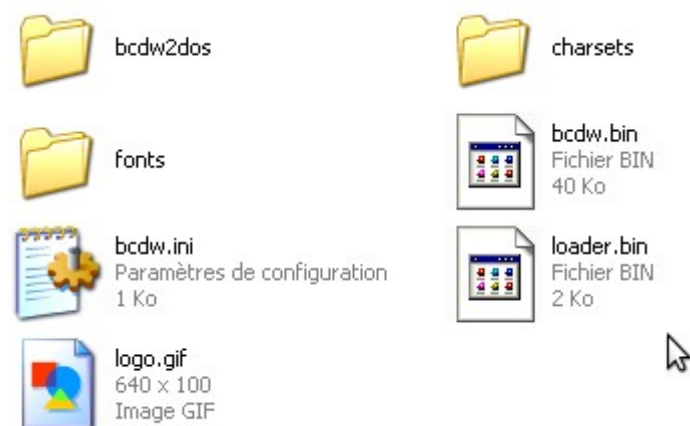 bcdw2dos
charsets
fonts
bcdw.bin
Fichier BIN
40 Ko
bcdw.ini
Paramètres de configuration
1 Ko
loader.bin
Fichier BIN
2 Ko
logo.gif
640 x 100
Image GIF